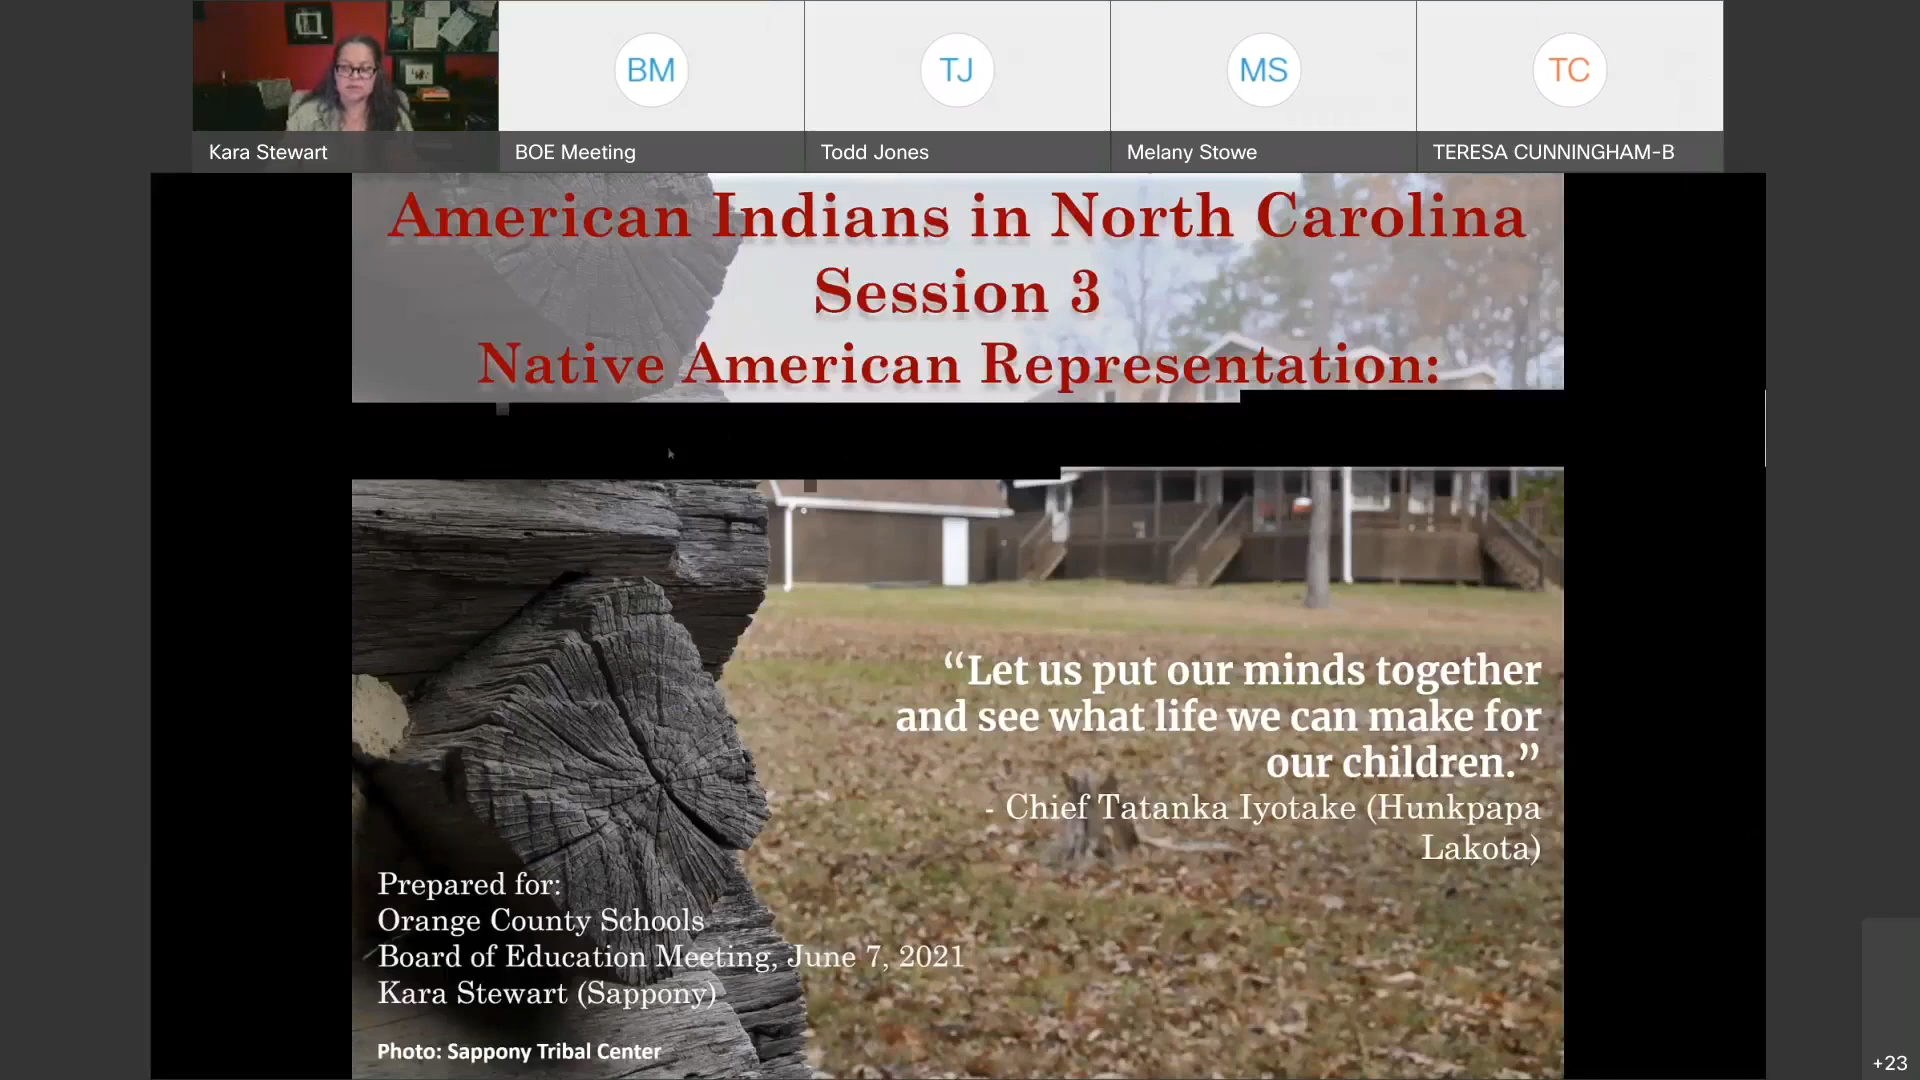 BM
TJ
MS
TC
Kara Stewart
BOE Meeting
Todd Jones
Melany Stowe
TERESA CUNNINGHAM-B
American Indians in North Carolina
Session 3
Native American Representation:
“Let us put our minds together
and see what life we can make for
our children.”
- Chief Tatanka Iyotake (Hunkpapa
Lakota)
Prepared for:
Orange County Schools
Board of Education Meeting, June 7, 2021
Kara Stewart (Sappony)
Photo: Sappony Tribal Center
+23